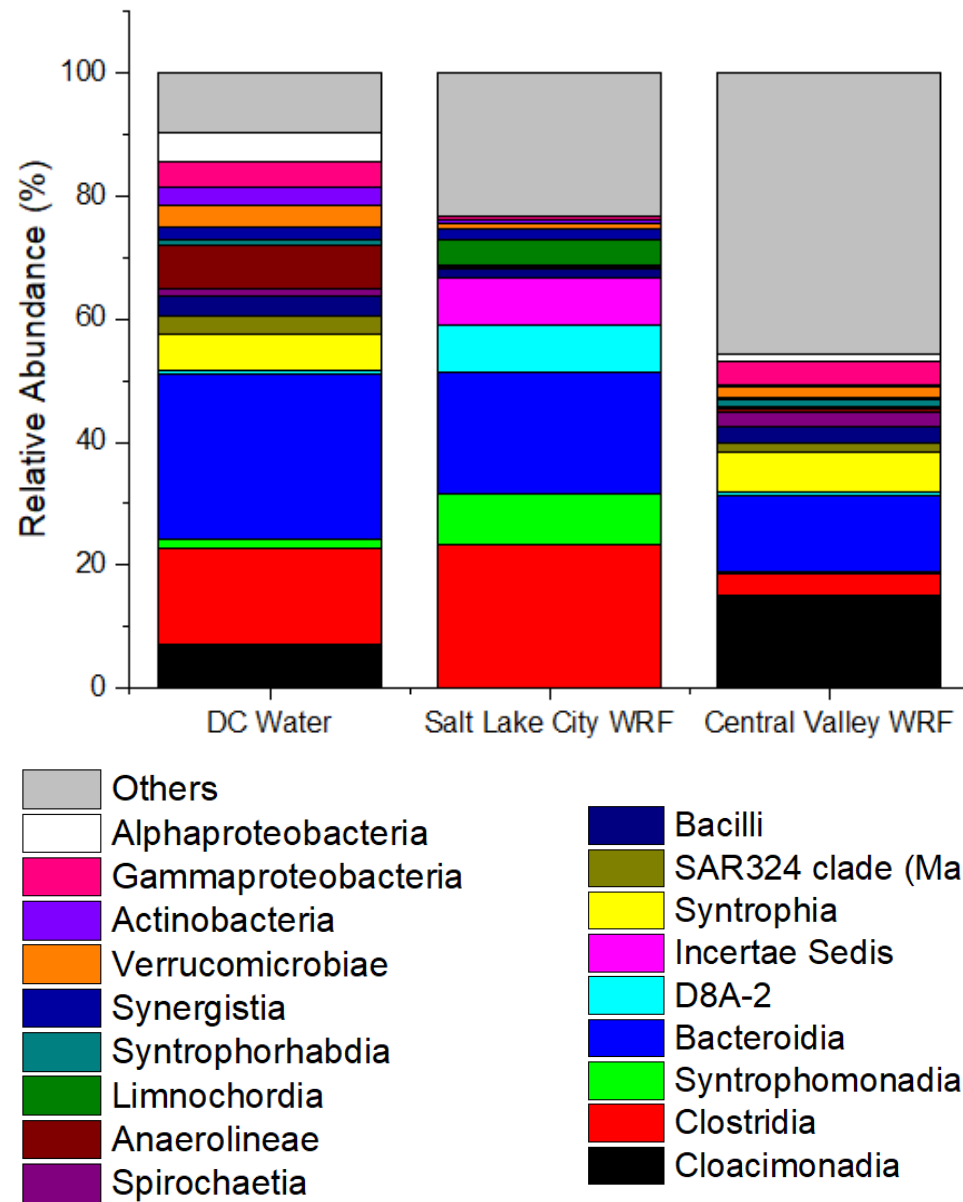 Relative Abundance (%)
100
80
60
40
20
0
DC Water
Salt Lake City WRF
Central Valley WRF
Others
Alphaproteobacteria
Gammaproteobacteria
Actinobacteria
Verrucomicrobiae
Synergistia
Syntrophorhabdia
Limnochordia
Anaerolineae
Spirochaetia
Bacilli
SAR324 clade (Ma
Syntrophia
Incertae Sedis
D8A-2
Bacteroidia
Syntrophomonadia
Clostridia
Cloacimonadia